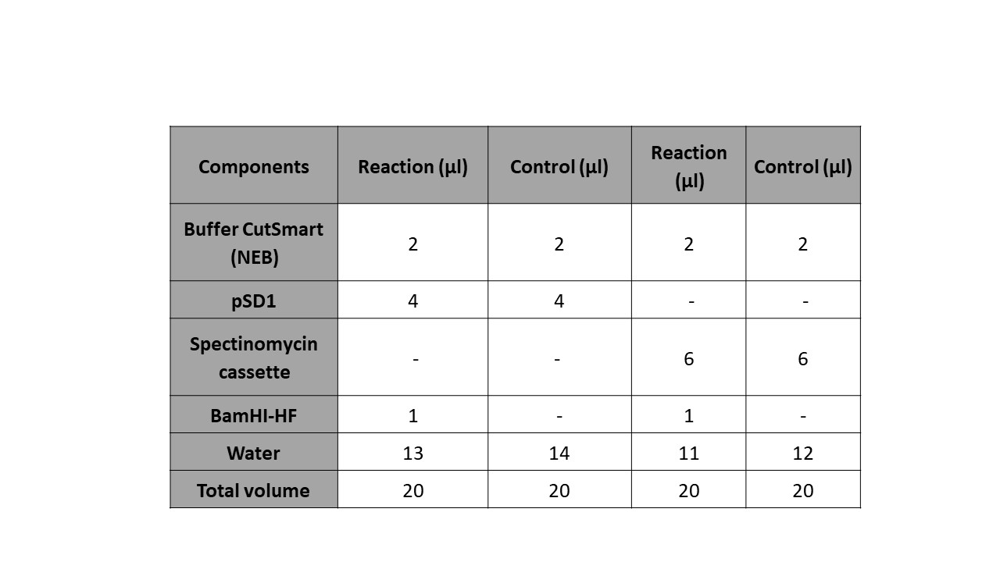 Components Reaction (µl) Control (µl) Reaction (µl) Control (µl)
Buffer CutSmart (NEB) 2 2 2 2
pSD1 4 4 - -
Spectinomycin cassette - - 6 6
BamHI-HF 1 - 1 -
Water 13 14 11 12
Total volume 20 20 20 20